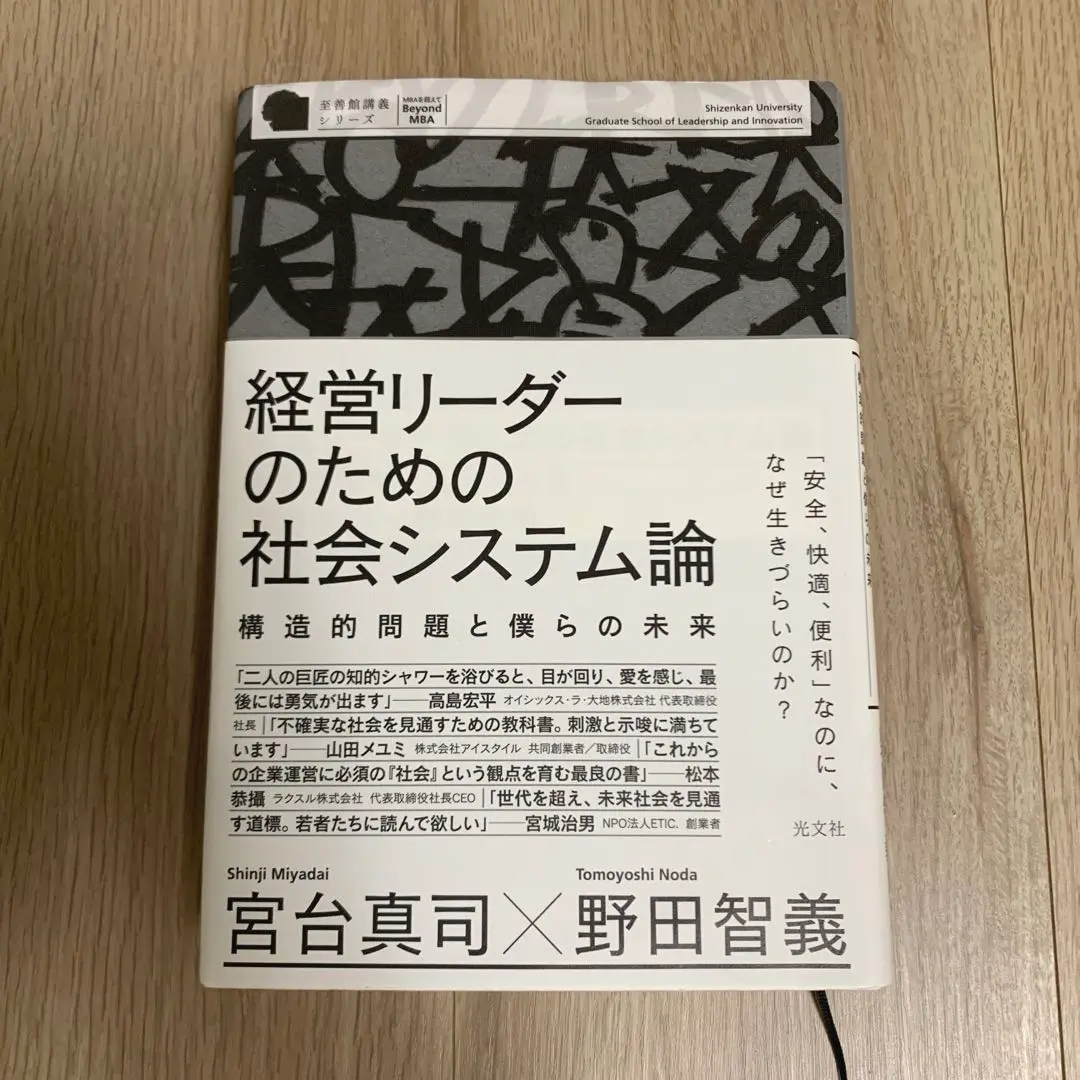 至善館講義
シリーズ
MBAを超えて
Beyond
MBA
Shizenkan University
Graduate School of Leadership and Innovation
経営リーダー
のための
社会システム論
構造的問題と僕らの未来
「安全、快適、便利」なのに、
なぜ生きづらいのか?
「二人の巨匠の知的シャワーを浴びると、目が回り、愛を感じ、最
後には勇気が出ます」──高島宏平 オイシックス・ラ・大地株式会社 代表取締役
社長|「不確実な社会を見通すための教科書。刺激と示唆に満ちて
います」──山田メユミ 株式会社アイスタイル 共同創業者/取締役|「これから
の企業運営に必須の『社会』という観点を育む最良の書」──松本
恭攝 ラクスル株式会社 代表取締役社長CEO|「世代を超え、未来社会を見通
す道標。若者たちに読んで欲しい」──宮城治男 NPO法人ETIC. 創業者
光文社
Shinji Miyadai
Tomoyoshi Noda
宮台真司×野田智義